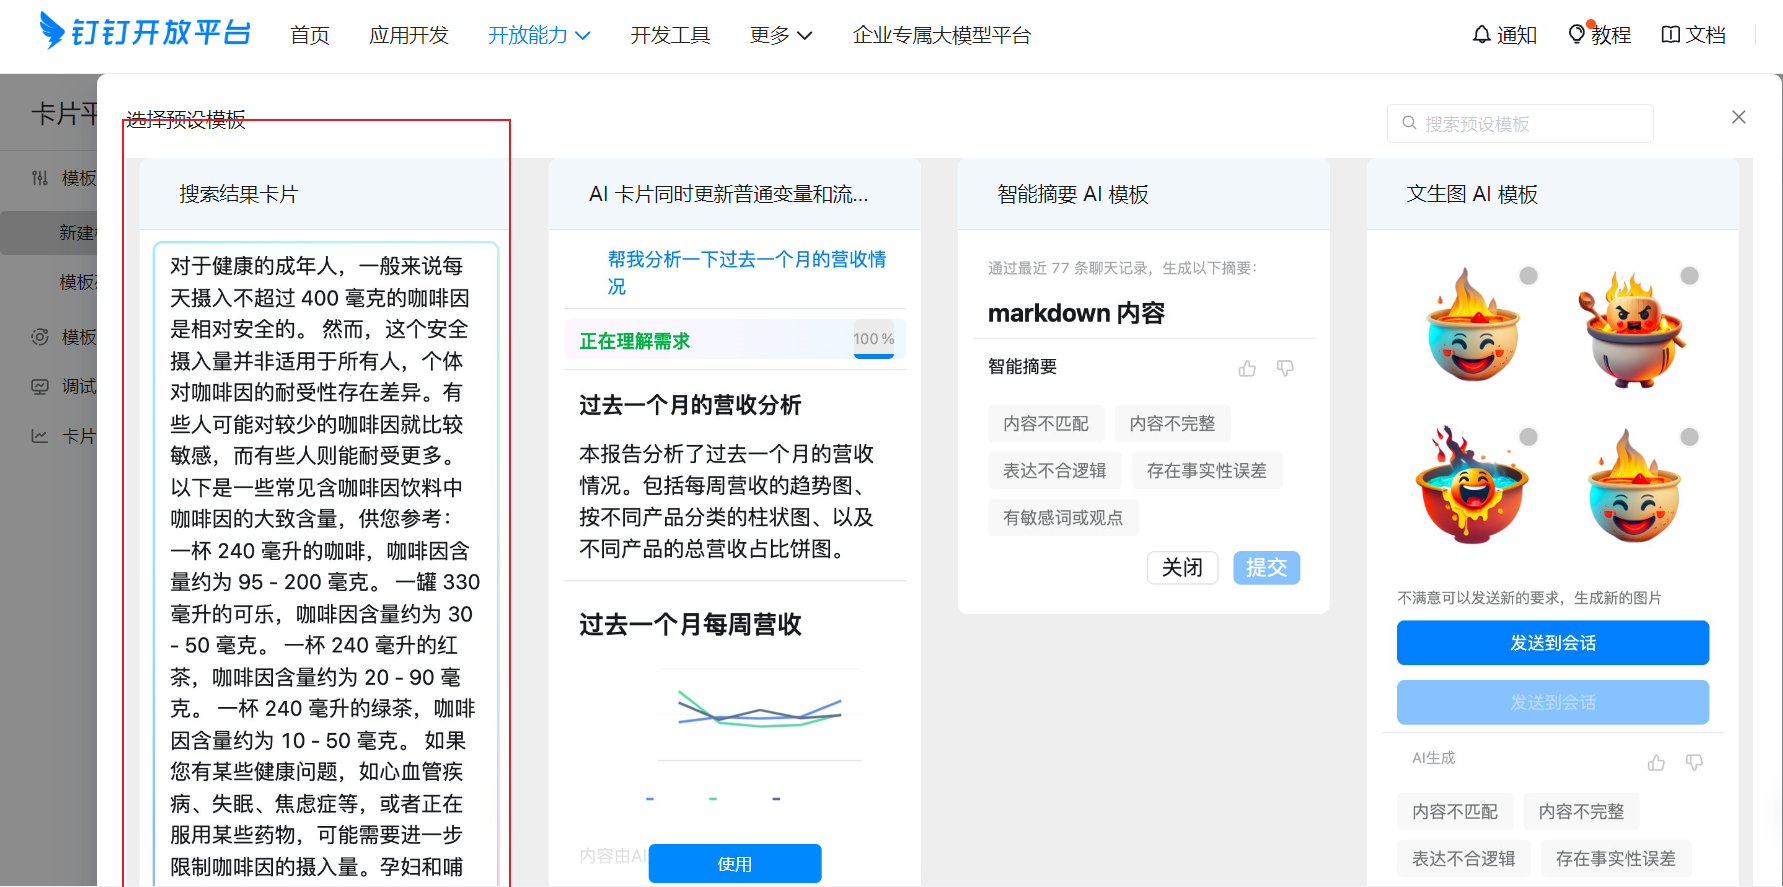 钉钉开放平台
首页
应用开发
开放能力
开发工具
更多
企业专属大模型平台
通知
教程
文档
卡片平
模板
新建
模板
模板
调试
卡片
选择预设模板
搜索预设模板
搜索结果卡片
对于健康的成年人，一般来说每
天摄入不超过 400 毫克的咖啡因
是相对安全的。 然而，这个安全
摄入量并非适用于所有人，个体
对咖啡因的耐受性存在差异。有
些人可能对较少的咖啡因就比较
敏感，而有些人则能耐受更多。
以下是一些常见含咖啡因饮料中
咖啡因的大致含量，供您参考：
一杯 240 毫升的咖啡，咖啡因含
量约为 95 - 200 毫克。 一罐 330
毫升的可乐，咖啡因含量约为 30
- 50 毫克。 一杯 240 毫升的红
茶，咖啡因含量约为 20 - 90 毫
克。 一杯 240 毫升的绿茶，咖啡
因含量约为 10 - 50 毫克。 如果
您有某些健康问题，如心血管疾
病、失眠、焦虑症等，或者正在
服用某些药物，可能需要进一步
限制咖啡因的摄入量。孕妇和哺
AI 卡片同时更新普通变量和流...
帮我分析一下过去一个月的营收情
况
正在理解需求
100%
过去一个月的营收分析
本报告分析了过去一个月的营收
情况。包括每周营收的趋势图、
按不同产品分类的柱状图、以及
不同产品的总营收占比饼图。
过去一个月每周营收
内容由AI
使用
智能摘要 AI 模板
通过最近 77 条聊天记录，生成以下摘要：
markdown 内容
智能摘要
内容不匹配
内容不完整
表达不合逻辑
存在事实性误差
有敏感词或观点
关闭
提交
文生图 AI 模板
不满意可以发送新的要求，生成新的图片
发送到会话
发送到会话
AI生成
内容不匹配
内容不完整
表达不合逻辑
存在事实性误差